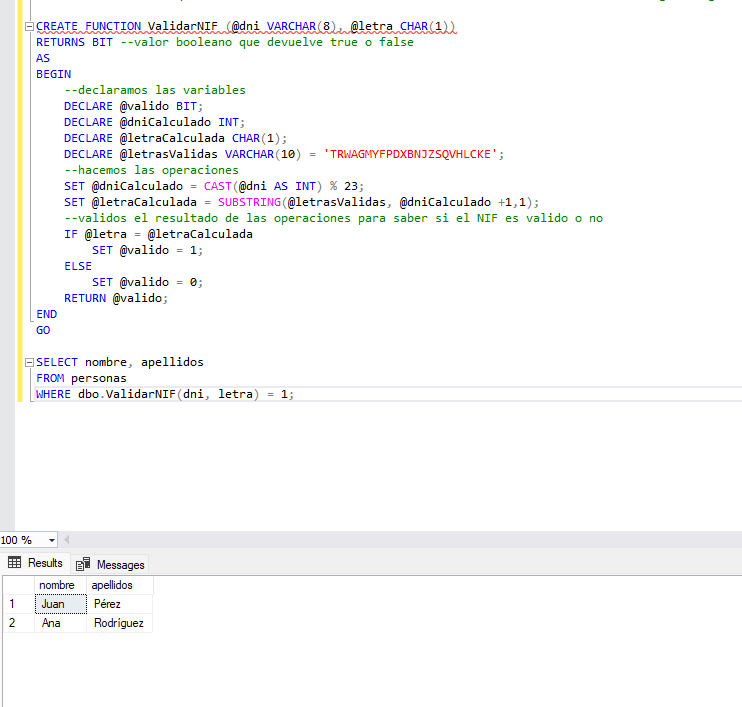 CREATE FUNCTION ValidarNIF (@dni VARCHAR(8), @letra CHAR(1))
RETURNS BIT --valor booleano que devuelve true o false
AS
BEGIN
--declaramos las variables
DECLARE @valido BIT;
DECLARE @dniCalculado INT;
DECLARE @letraCalculada CHAR(1);
DECLARE @letrasValidas VARCHAR(10) = 'TRWAGMYFPDXBNJZSQVHLCKE';
--hacemos las operaciones
SET @dniCalculado = CAST(@dni AS INT) % 23;
SET @letraCalculada = SUBSTRING(@letrasValidas, @dniCalculado +1,1);
--validos el resultado de las operaciones para saber si el NIF es valido o no
IF @letra = @letraCalculada
SET @valido = 1;
ELSE
SET @valido = 0;
RETURN @valido;
END
GO
SELECT nombre, apellidos
FROM personas
WHERE dbo.ValidarNIF(dni, letra) = 1;
100 %
Results Messages
nombre apellidos
1 Juan Pérez
2 Ana Rodríguez